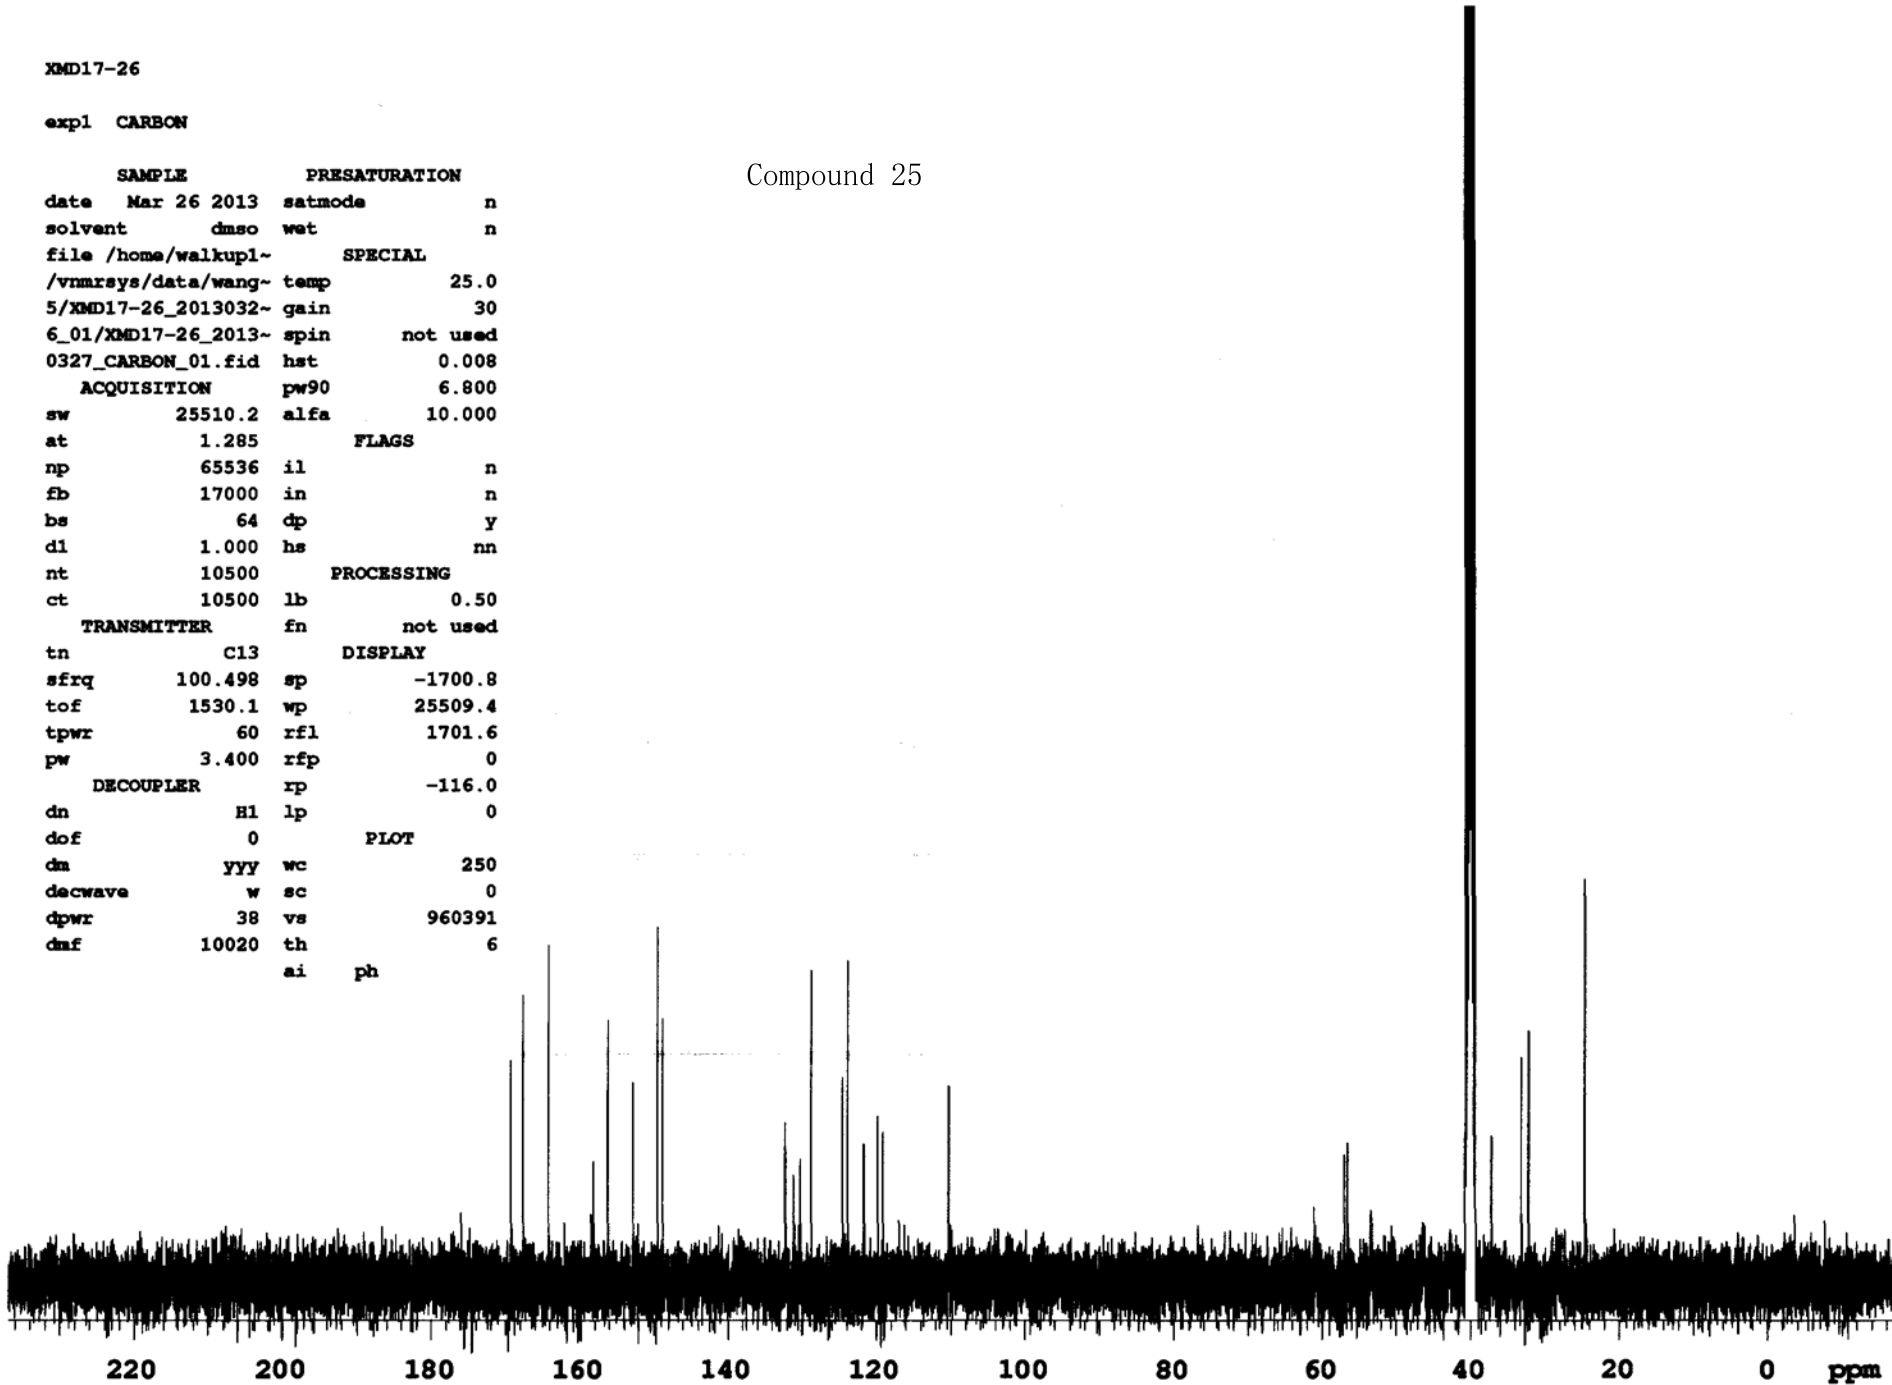 XMD17-26
exp1 CARBON
SAMPLE PRESATURATION
date Mar 26 2013 satmode n
solvent dmso wet n
file /home/walkup1~ SPECIAL
/vnmrsys/data/wang~ temp 25.0
5/XMD17-26_2013032~ gain 30
6_01/XMD17-26_2013~ spin not used
0327_CARBON_01.fid hst 0.008
ACQUISITION pw90 6.800
sw 25510.2 alfa 10.000
at 1.285 FLAGS
np 65536 il n
fb 17000 in n
bs 64 dp y
d1 1.000 hs nn
nt 10500 PROCESSING
ct 10500 lb 0.50
TRANSMITTER fn not used
tn C13 DISPLAY
sfrq 100.498 sp -1700.8
tof 1530.1 wp 25509.4
tpwr 60 rfl 1701.6
pw 3.400 rfp 0
DECOUPLER rp -116.0
dn H1 lp 0
dof 0 PLOT
dm yyy wc 250
decwave w sc 0
dpwr 38 vs 960391
dmf 10020 th 6
ai ph
Compound 25
220 200 180 160 140 120 100 80 60 40 20 0 ppm